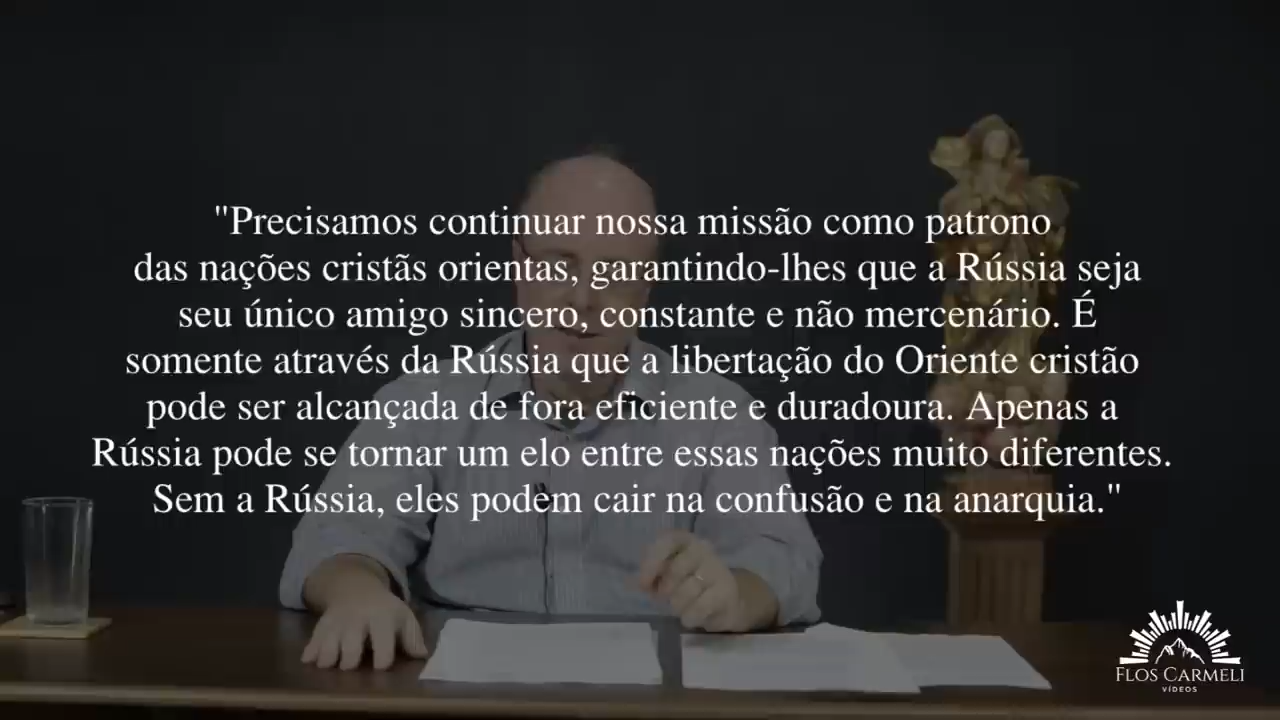 "Precisamos continuar nossa missão como patrono
das nações cristãs orientas, garantindo-lhes que a Rússia seja
seu único amigo sincero, constante e não mercenário. É
somente através da Rússia que a libertação do Oriente cristão
pode ser alcançada de fora eficiente e duradoura. Apenas a
Rússia pode se tornar um elo entre essas nações muito diferentes.
Sem a Rússia, eles podem cair na confusão e na anarquia."
FLOS CARMELI
VÍDEOS